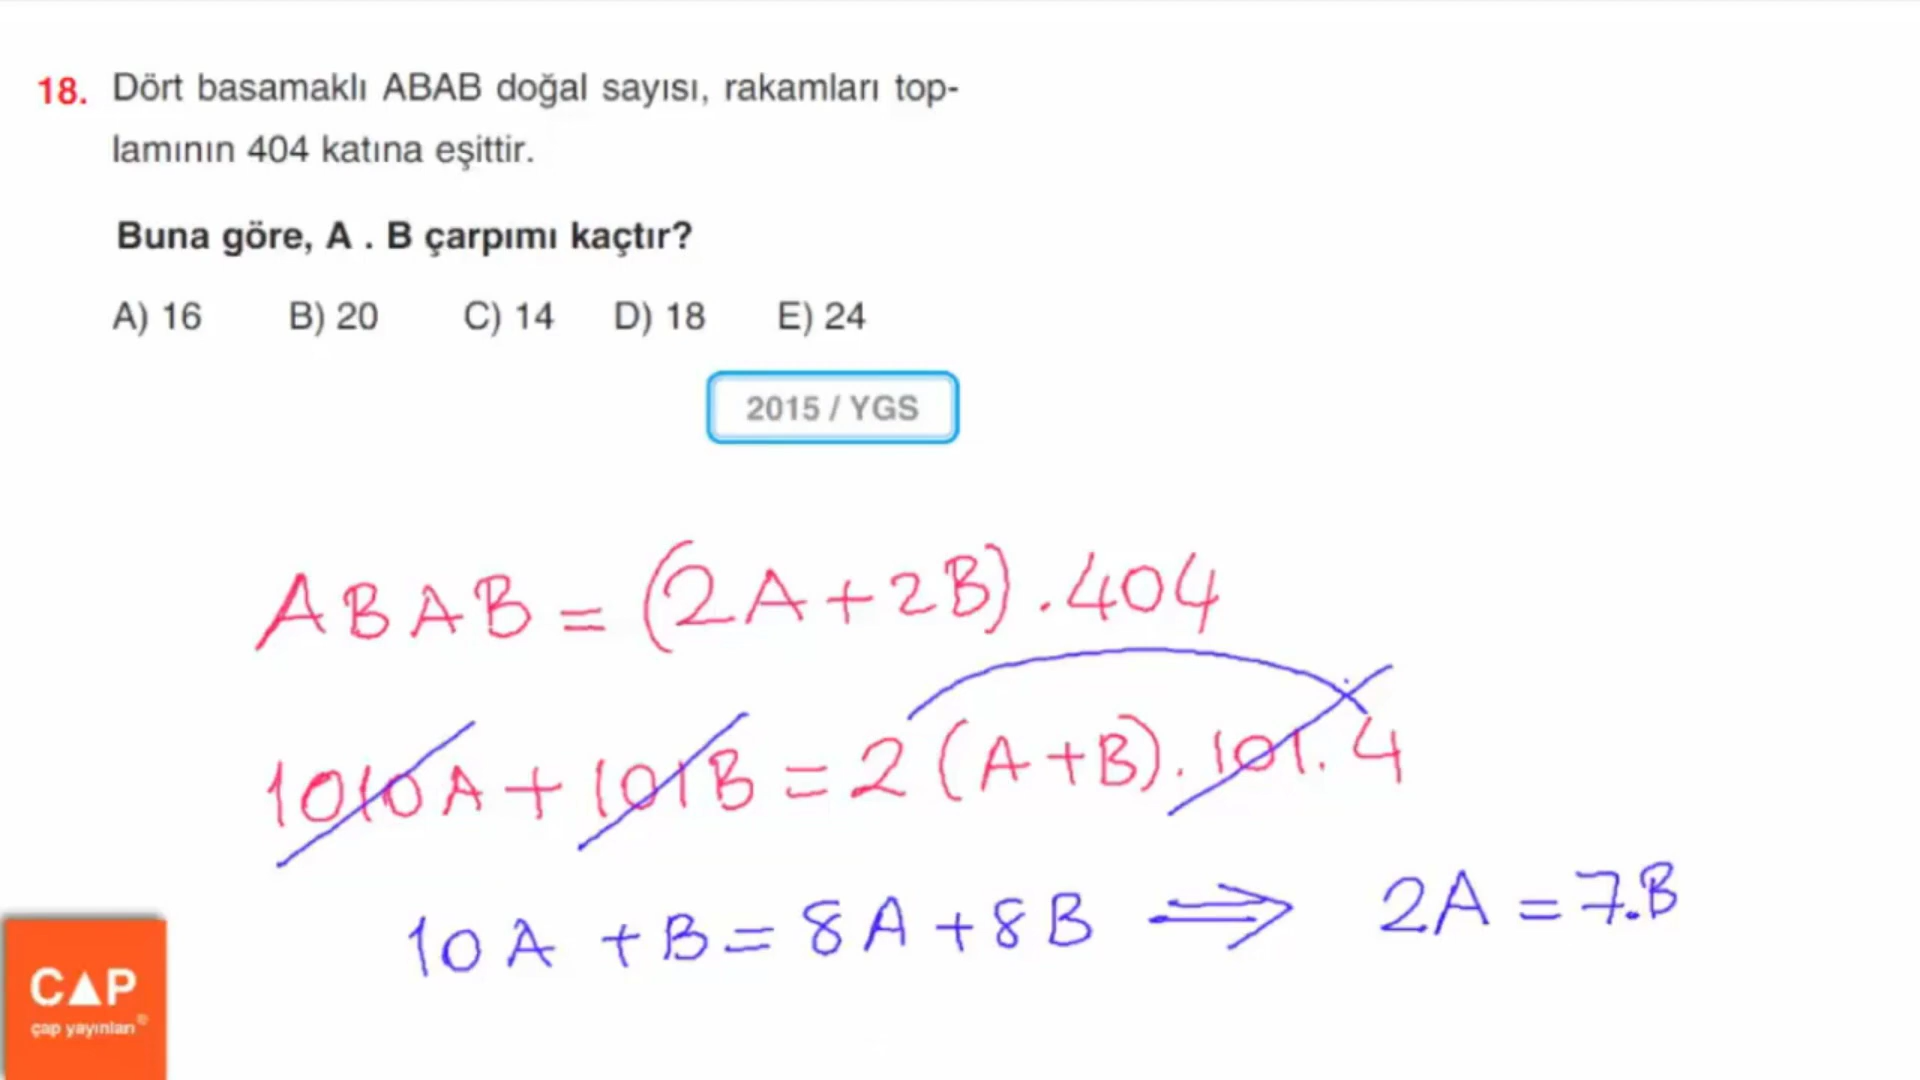 18. Dört basamaklı ABAB doğal sayısı, rakamları top-
lamının 404 katına eşittir.
Buna göre, A . B çarpımı kaçtır?
A) 16 B) 20 C) 14 D) 18 E) 24
2015 / YGS
ABAB = (2A+2B).404
1010A + 101B = 2(A+B).101.4
10A + B = 8A + 8B ⟹ 2A = 7.B
CAP
çap yayınları®